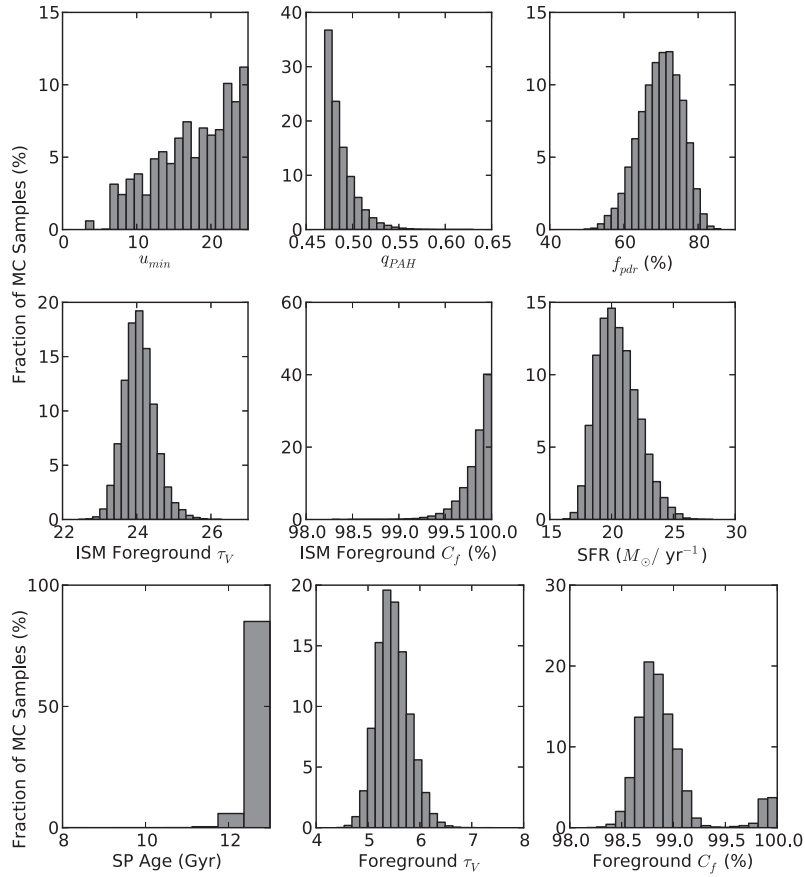 Fraction of MC Samples (%)
15
10
5
0
0 10 20
u_min
40
30
20
10
0
0.45 0.50 0.55 0.60 0.65
q_PAH
15
10
5
0
40 60 80
f_pdr (%)
20
15
10
5
0
22 24 26
ISM Foreground τ_V
60
40
20
0
98.0 98.5 99.0 99.5 100.0
ISM Foreground C_f (%)
15
10
5
0
15 20 25 30
SFR (M_⊙/ yr⁻¹)
Fraction of MC Samples (%)
100
50
0
8 10 12
SP Age (Gyr)
20
15
10
5
0
4 5 6 7 8
Foreground τ_V
30
20
10
0
98.0 98.5 99.0 99.5 100.0
Foreground C_f (%)